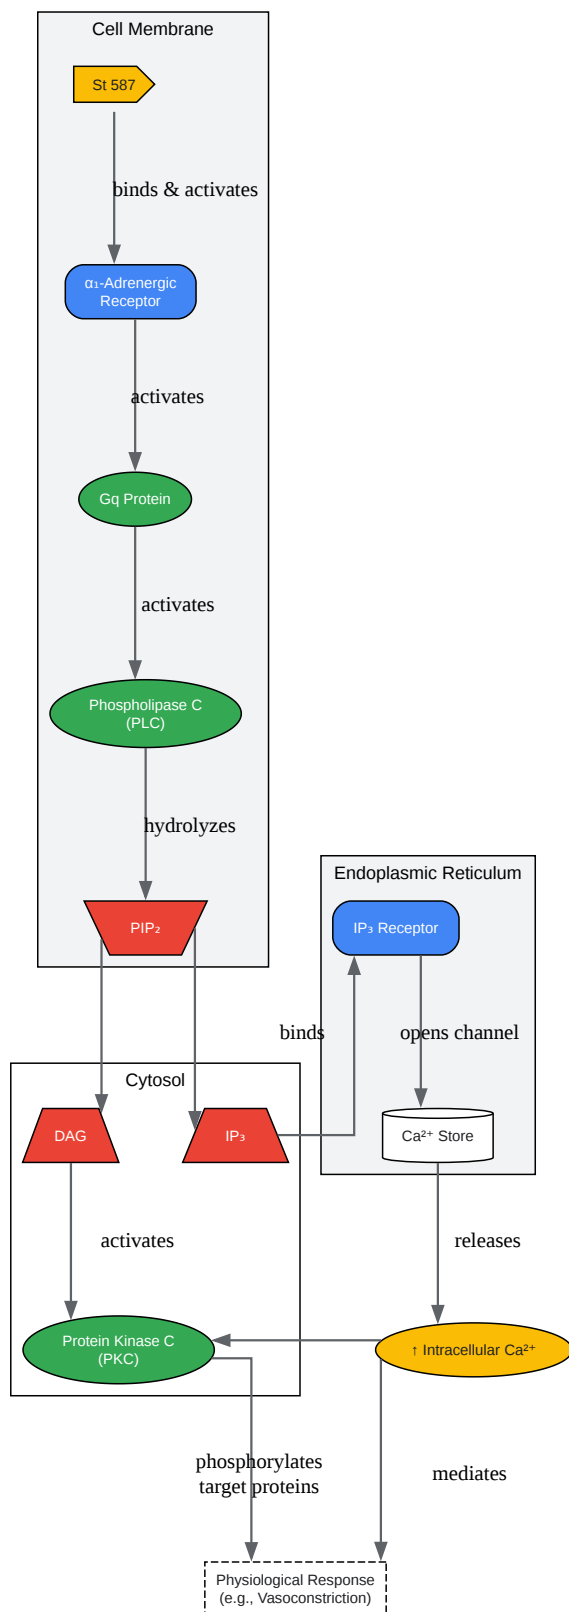 Cell Membrane
St 587
binds & activates
α₁-Adrenergic
Receptor
activates
Gq Protein
activates
Phospholipase C
(PLC)
hydrolyzes
Endoplasmic Reticulum
PIP₂
IP₃ Receptor
binds
opens channel
Cytosol
DAG
IP₃
Ca²⁺ Store
activates
releases
Protein Kinase C
(PKC)
↑ Intracellular Ca²⁺
phosphorylates
target proteins
mediates
Physiological Response
(e.g., Vasoconstriction)